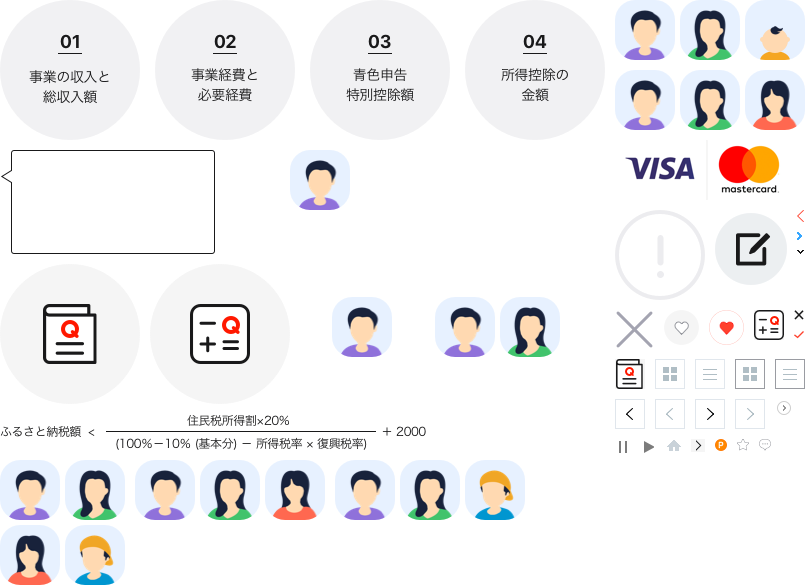 01
事業の収入と
総収入額
02
事業経費と
必要経費
03
青色申告
特別控除額
04
所得控除の
金額
VISA
mastercard.
Q
Q
Q
Q
ふるさと納税額 < 住民税所得割×20%
(100%－10% (基本分) － 所得税率 × 復興税率)
+ 2000
P